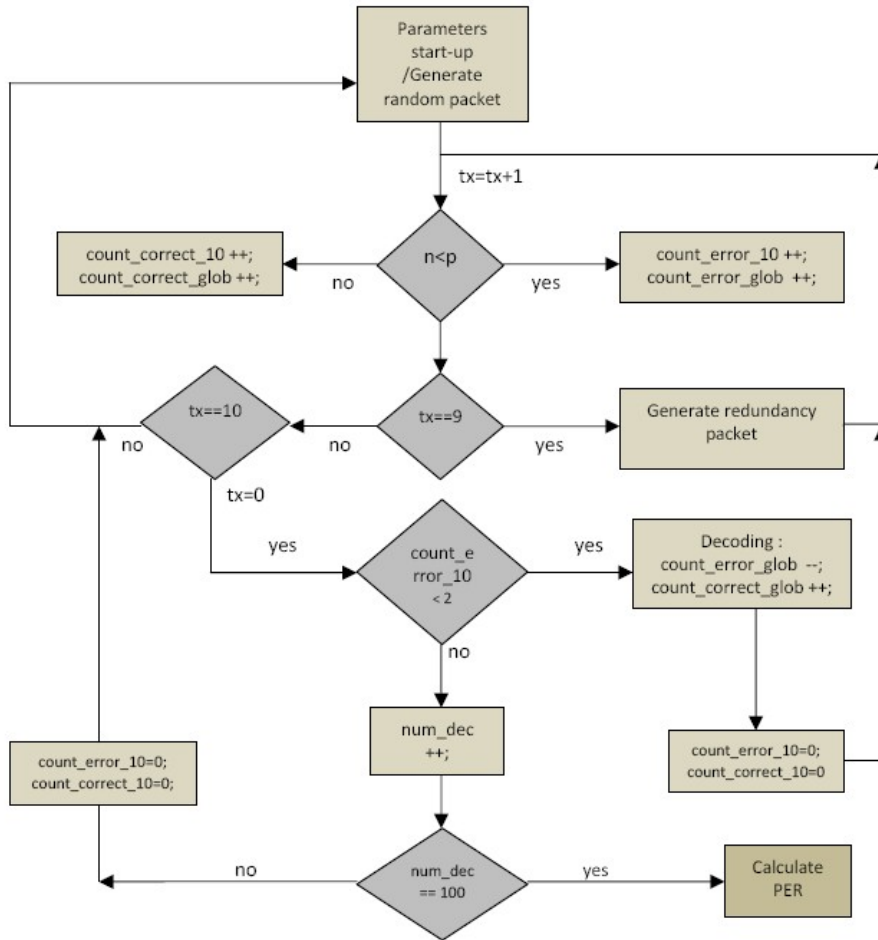 Parameters
start-up
/Generate
random packet
tx=tx+1
n<p
no
yes
count_correct_10 ++;
count_correct_glob ++;
count_error_10 ++;
count_error_glob ++;
tx==10
tx==9
Generate redundancy
packet
no
no
yes
tx=0
yes
count_e
rror_10
< 2
yes
Decoding :
count_error_glob --;
count_correct_glob ++;
no
num_dec
++;
count_error_10=0;
count_correct_10=0;
count_error_10=0;
count_correct_10=0
no
num_dec
== 100
yes
Calculate
PER